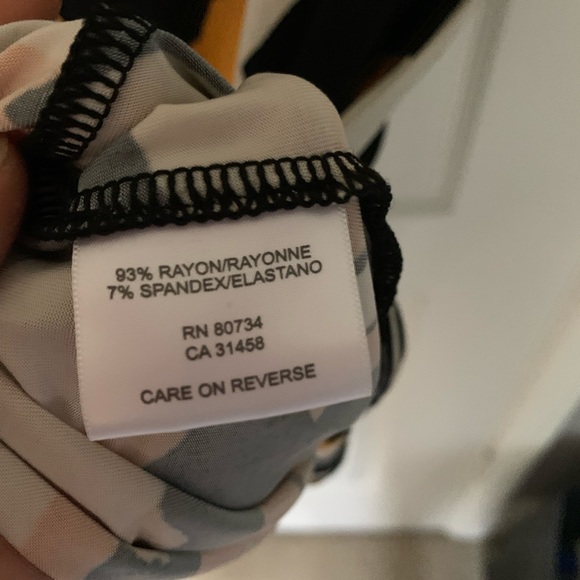 93% RAYON/RAYONNE
7% SPANDEX/ELASTANO
RN 80734
CA 31458
CARE ON REVERSE